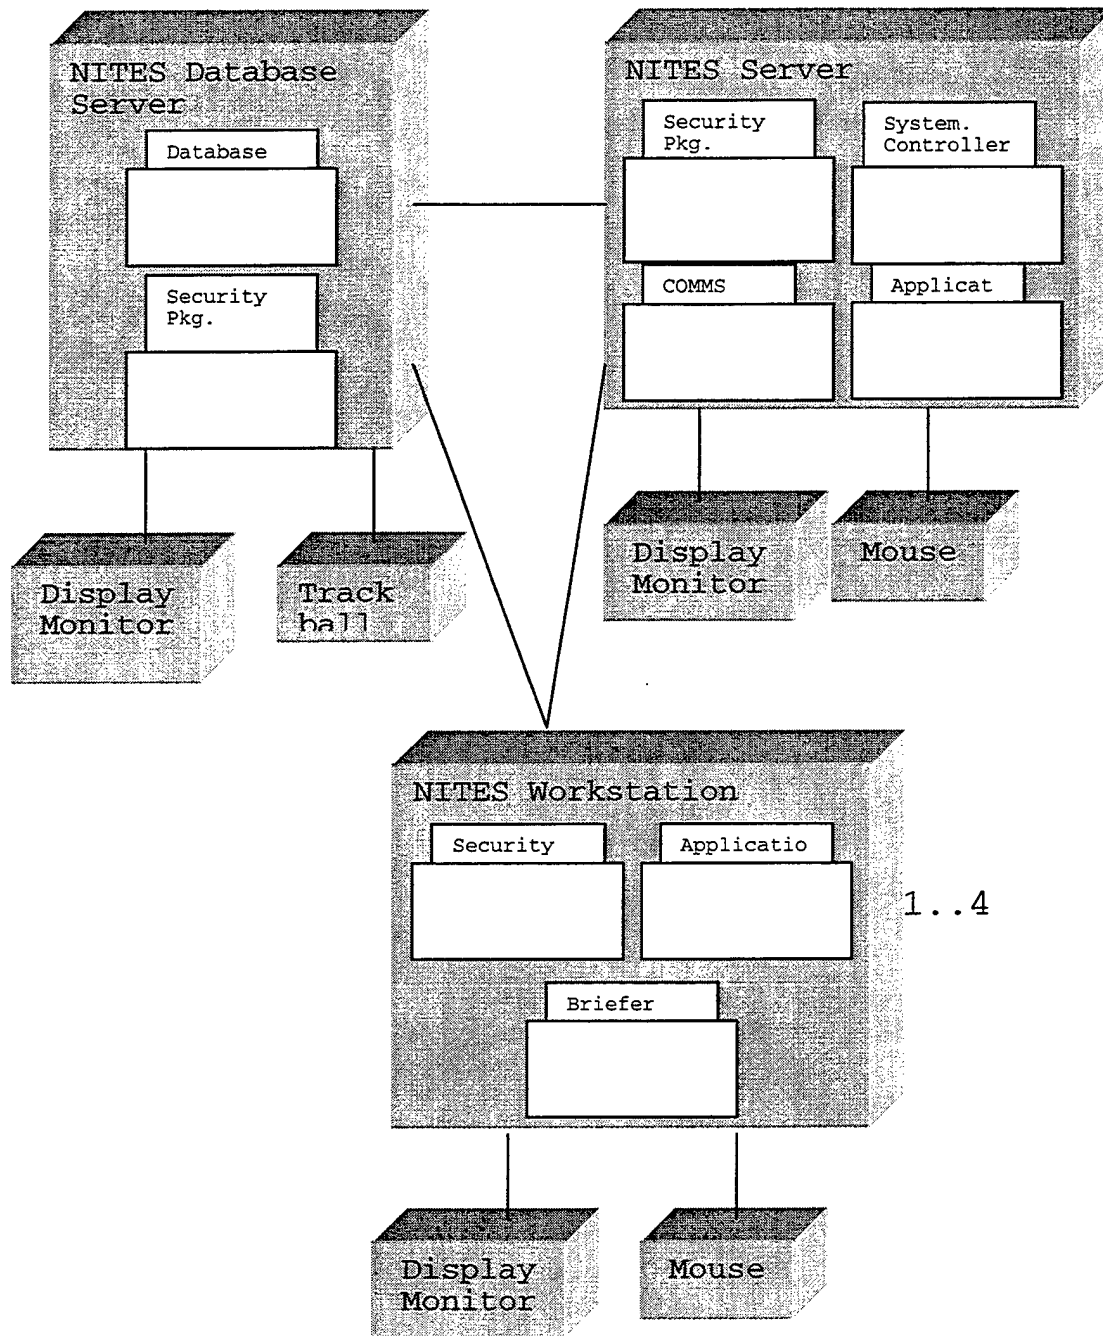 NITES Database
Server
Database
Security
Pkg.
Display
Monitor
Track
ball
NITES Server
Security
Pkg.
System.
Controller
COMMS
Applicat
Display
Monitor
Mouse
NITES Workstation
Security
Applicatio
1..4
Briefer
Display
Monitor
Mouse